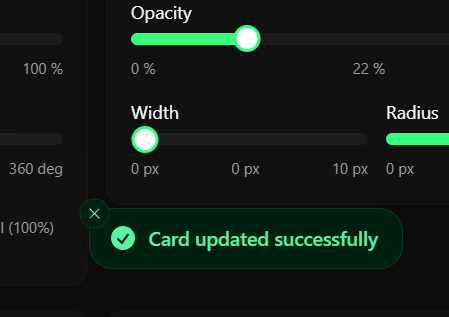 Opacity
100 %
0 %
22 %
Width
Radius
360 deg
0 px
0 px
10 px
0 px
(100%)
Card updated successfully